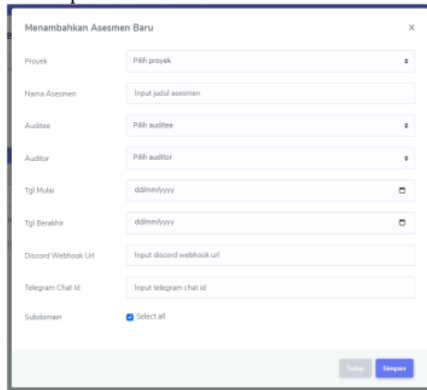 Menambahkan Asesmen Baru ×
Proyek Pilih proyek
Nama Asesmen Input judul asesmen
Auditee Pilih auditee
Auditor Pilih auditor
Tgl Mulai dd/mm/yyyy
Tgl Berakhir dd/mm/yyyy
Discord Webhook Url Input discord webhook url
Telegram Chat Id Input telegram chat id
Subdomain Select all
Tutup Simpan